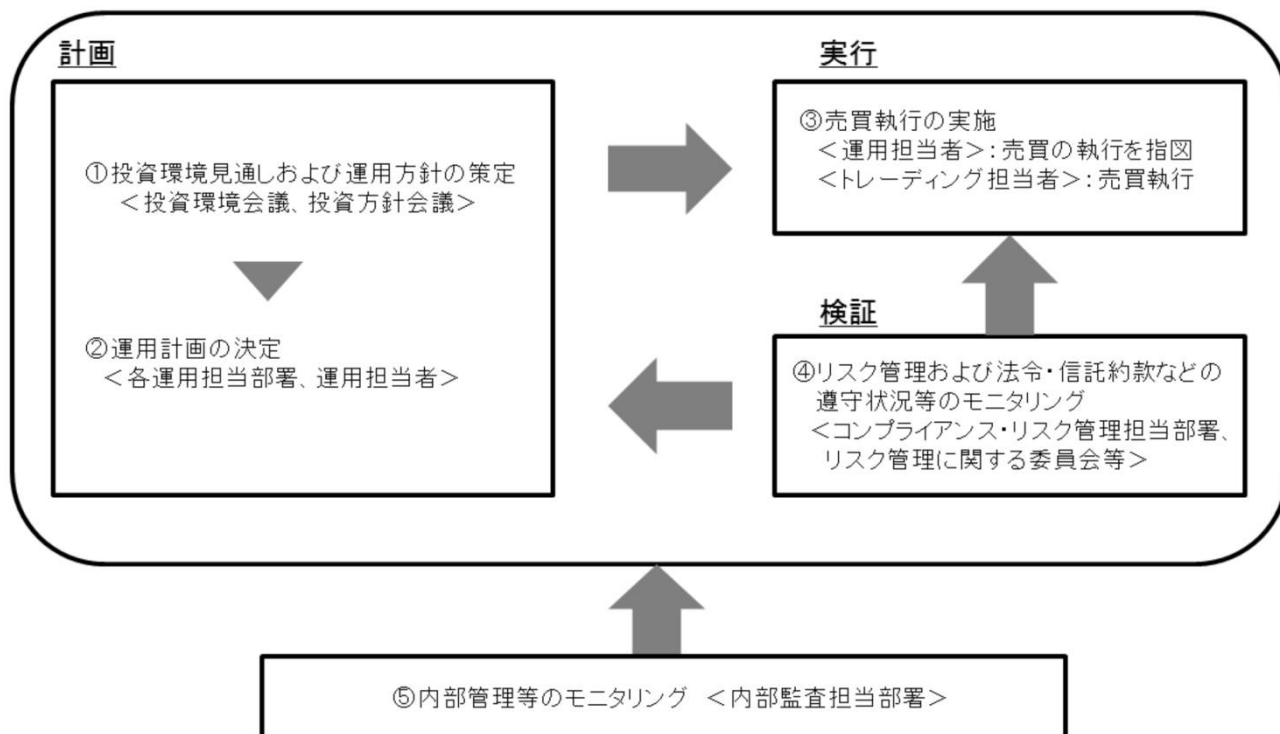 計画
①投資環境見通しおよび運用方針の策定
＜投資環境会議、投資方針会議＞
②運用計画の決定
＜各運用担当部署、運用担当者＞
実行
③売買執行の実施
＜運用担当者＞：売買の執行を指図
＜トレーディング担当者＞：売買執行
検証
④リスク管理および法令・信託約款などの
遵守状況等のモニタリング
＜コンプライアンス・リスク管理担当部署、
リスク管理に関する委員会等＞
⑤内部管理等のモニタリング ＜内部監査担当部署＞